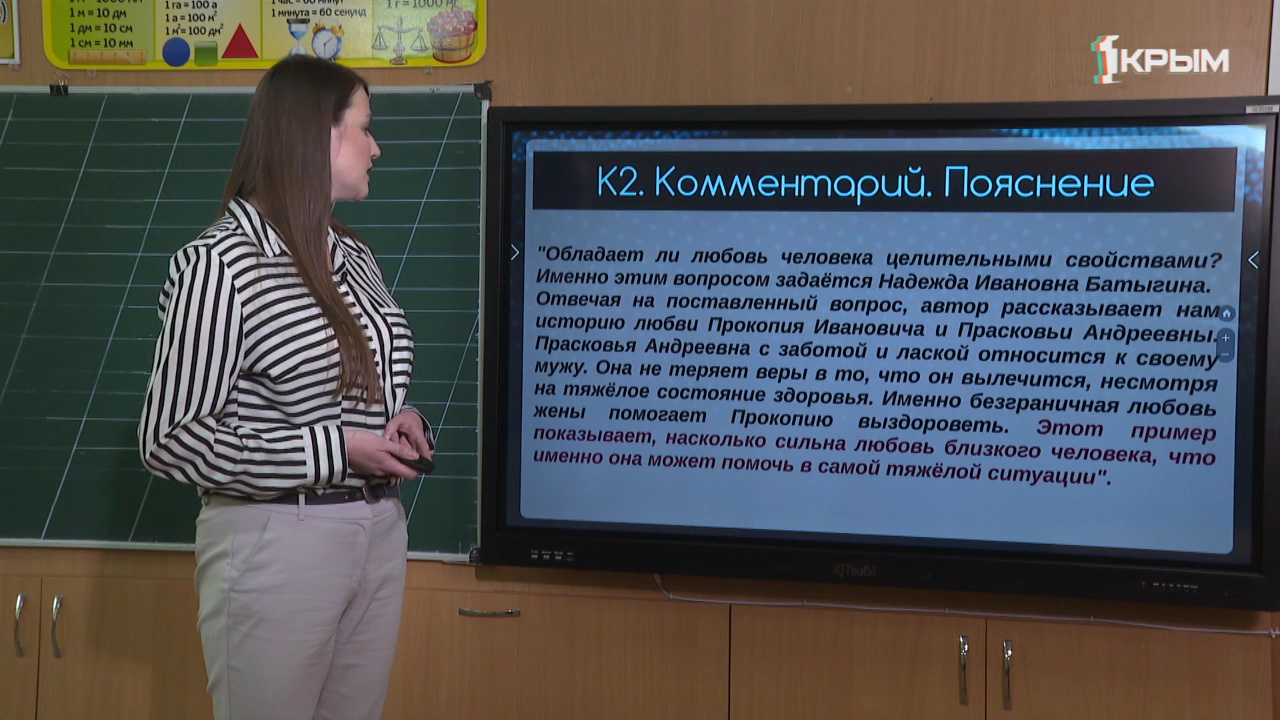 1 м = 10 дм
1 дм = 10 см
1 см = 10 мм
1 га = 100 а
1 а = 100 м²
1 м² = 100 дм²
1 минута = 60 секунд
1 г = 1000 мг
1КРЫМ
К2. Комментарий. Пояснение
"Обладает ли любовь человека целительными свойствами?
Именно этим вопросом задаётся Надежда Ивановна Батыгина.
Отвечая на поставленный вопрос, автор рассказывает нам
историю любви Прокопия Ивановича и Прасковьи Андреевны.
Прасковья Андреевна с заботой и лаской относится к своему
мужу. Она не теряет веры в то, что он вылечится, несмотря
на тяжёлое состояние здоровья. Именно безграничная любовь
жены помогает Прокопию выздороветь. Этот пример
показывает, насколько сильна любовь близкого человека, что
именно она может помочь в самой тяжёлой ситуации".